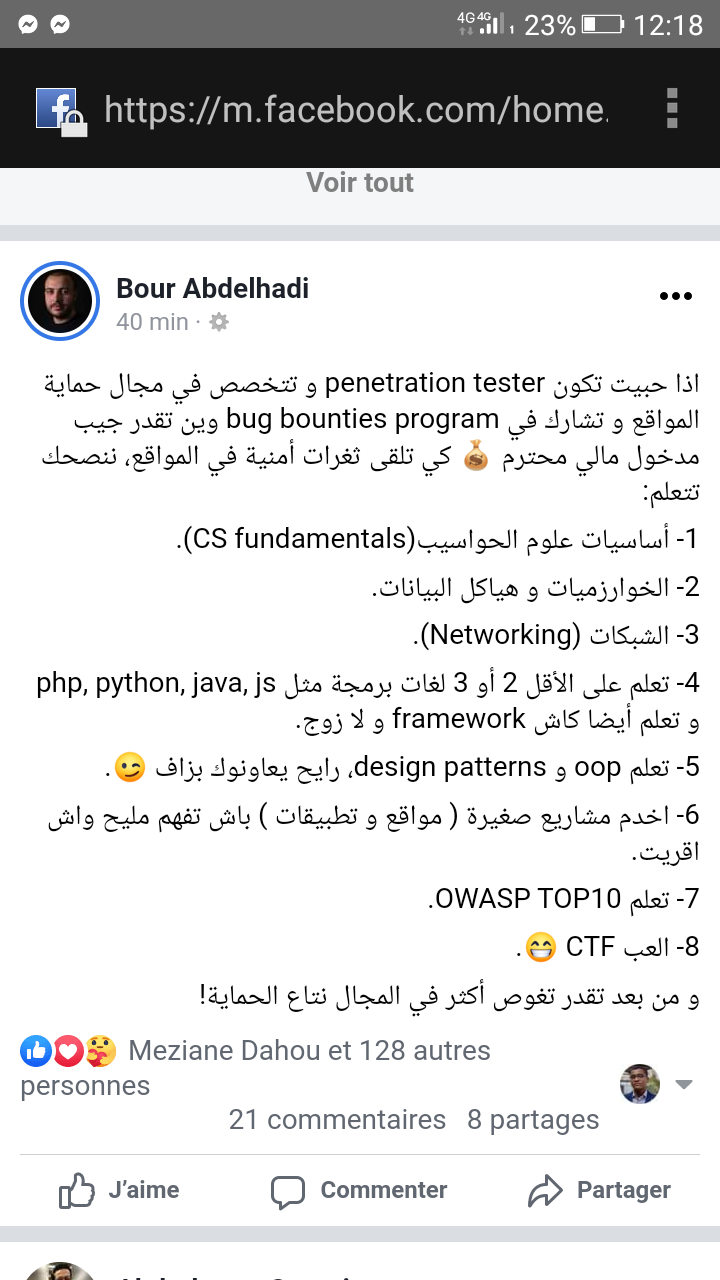 4G 4G 1 23% 12:18
https://m.facebook.com/home.
Voir tout
Bour Abdelhadi
40 min ·
اذا حبيت تكون penetration tester و تتخصص في مجال حماية
المواقع و تشارك في bug bounties program وين تقدر جيب
مدخول مالي محترم 💰 كي تلقى ثغرات أمنية في المواقع، ننصحك
تتعلم:
1- أساسيات علوم الحواسيب(CS fundamentals).
2- الخوارزميات و هياكل البيانات.
3- الشبكات (Networking).
4- تعلم على الأقل 2 أو 3 لغات برمجة مثل php, python, java, js
و تعلم أيضا كاش framework و لا زوج.
5- تعلم oop و design patterns، رايح يعاونوك بزاف 😉.
6- اخدم مشاريع صغيرة ( مواقع و تطبيقات ) باش تفهم مليح واش
اقريت.
7- تعلم OWASP TOP10.
8- العب CTF 😁.
و من بعد تقدر تغوص أكثر في المجال نتاع الحماية!
Meziane Dahou et 128 autres
personnes
21 commentaires 8 partages
J’aime Commenter Partager